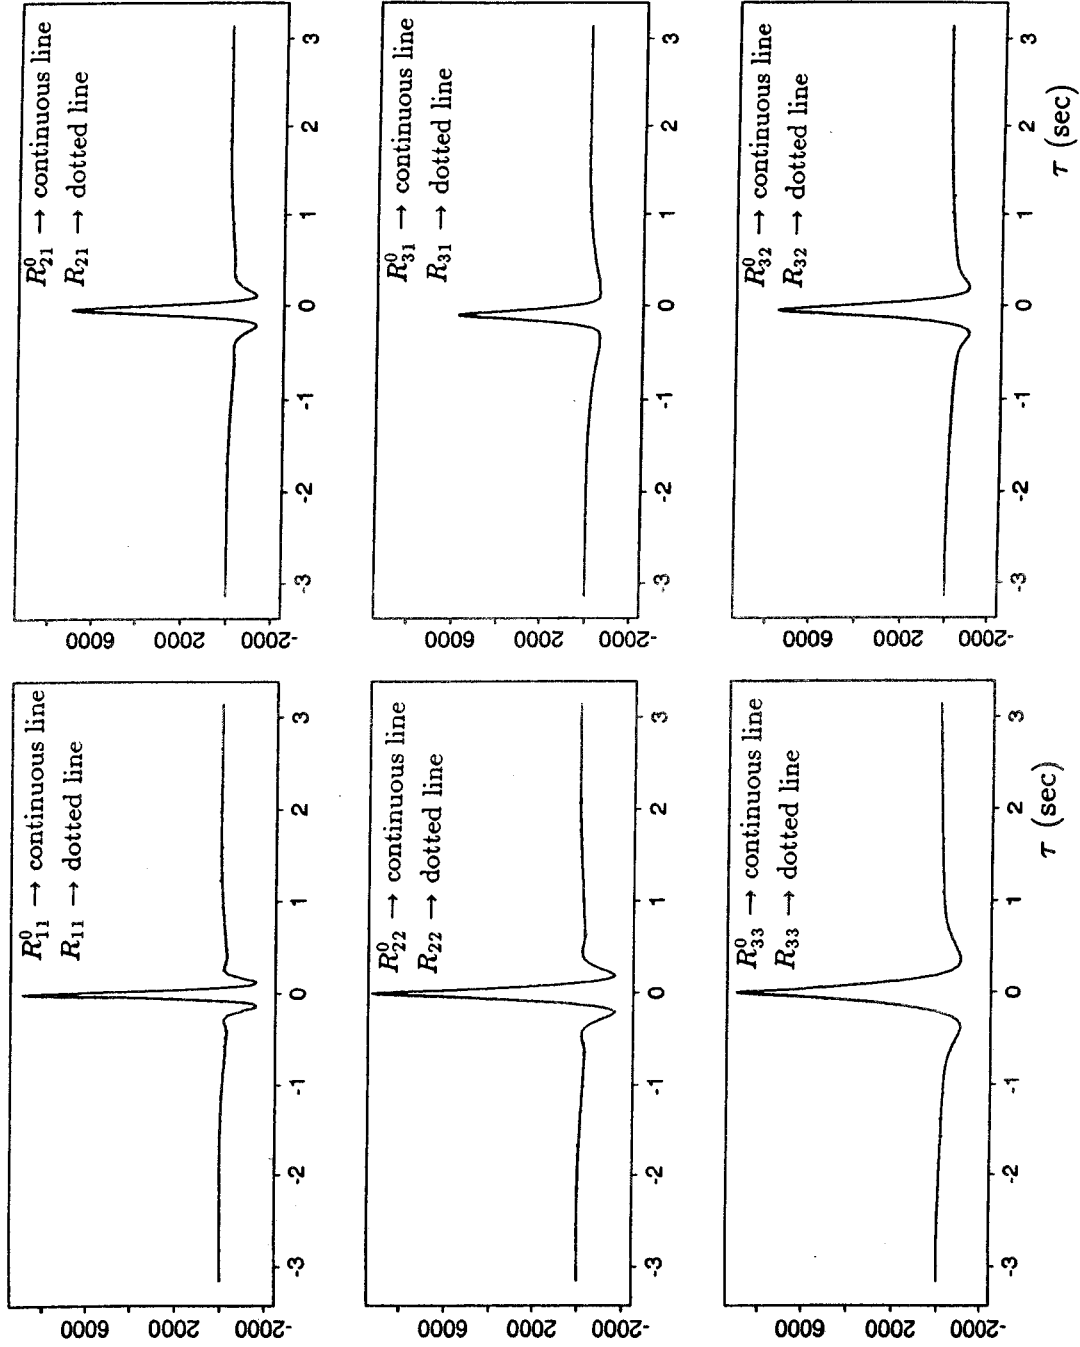 R⁰₁₁ → continuous line
R₁₁ → dotted line
6000
2000
-2000
-3 -2 -1 0 1 2 3
R⁰₂₁ → continuous line
R₂₁ → dotted line
6000
2000
-2000
-3 -2 -1 0 1 2 3
R⁰₂₂ → continuous line
R₂₂ → dotted line
6000
2000
-2000
-3 -2 -1 0 1 2 3
R⁰₃₁ → continuous line
R₃₁ → dotted line
6000
2000
-2000
-3 -2 -1 0 1 2 3
R⁰₃₃ → continuous line
R₃₃ → dotted line
6000
2000
-2000
-3 -2 -1 0 1 2 3
τ (sec)
R⁰₃₂ → continuous line
R₃₂ → dotted line
6000
2000
-2000
-3 -2 -1 0 1 2 3
τ (sec)